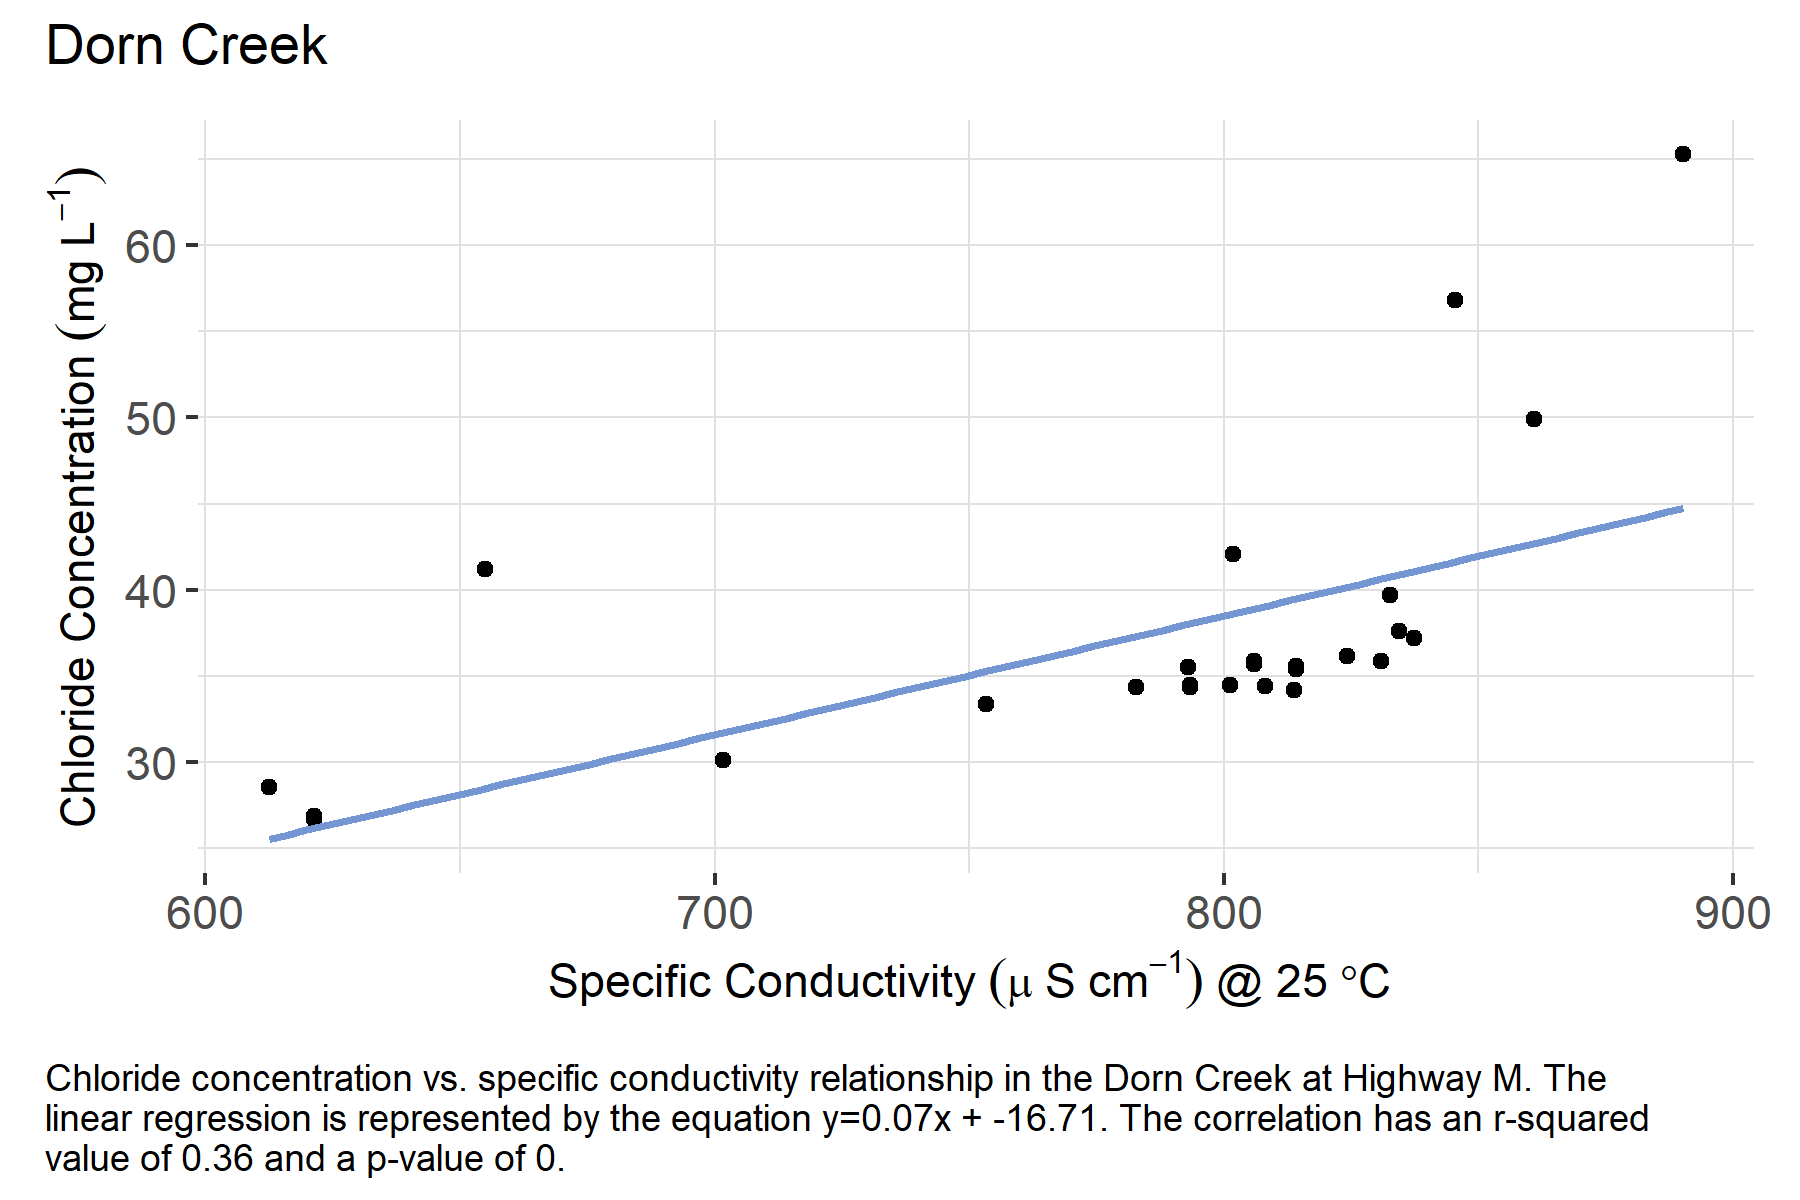 Dorn Creek
Chloride Concentration (mg L⁻¹)
60
50
40
30
600 700 800 900
Specific Conductivity (μ S cm⁻¹) @ 25 °C
Chloride concentration vs. specific conductivity relationship in the Dorn Creek at Highway M. The
linear regression is represented by the equation y=0.07x + -16.71. The correlation has an r-squared
value of 0.36 and a p-value of 0.